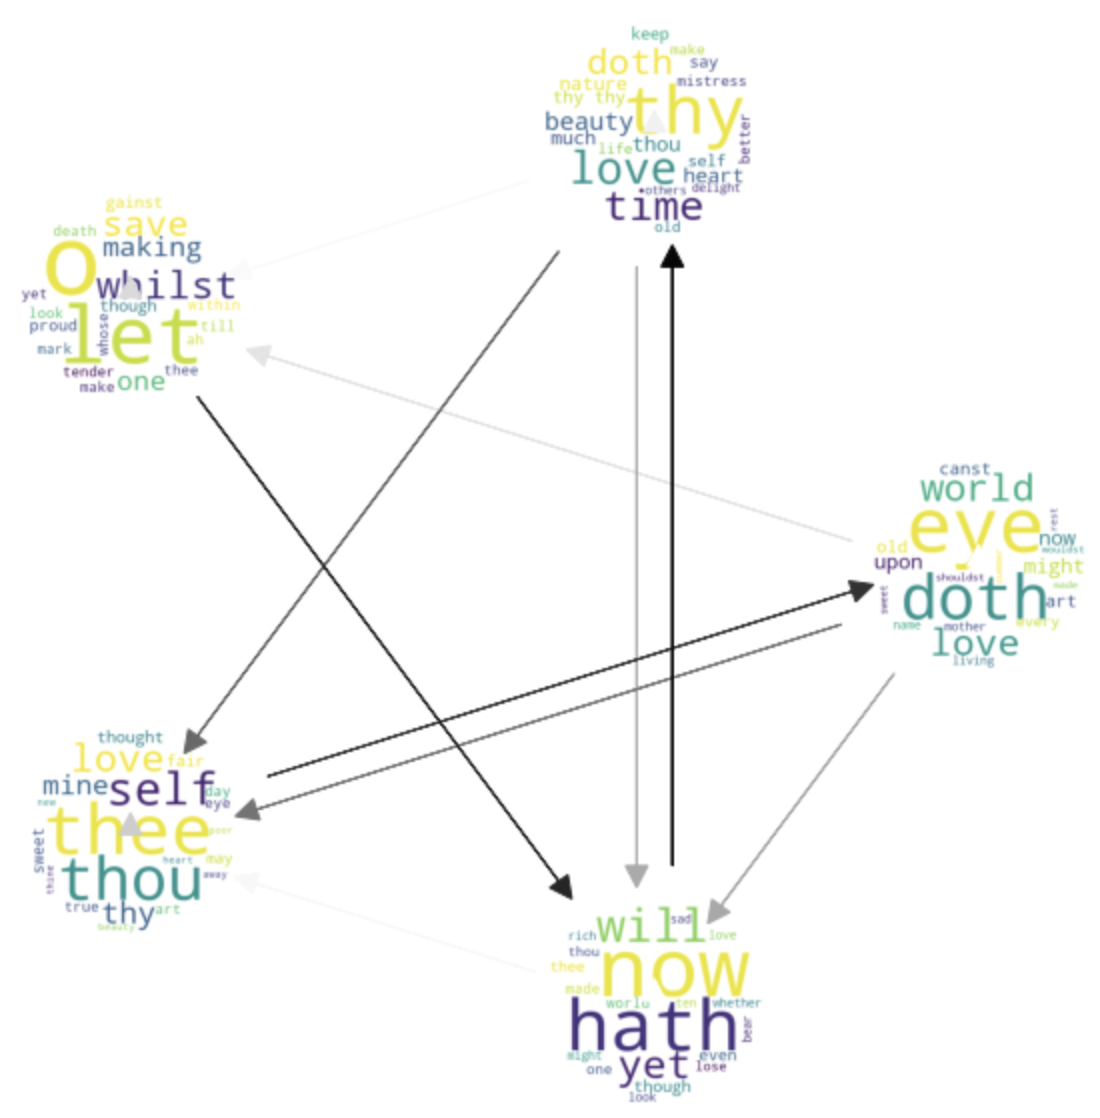 keep
doth make
say
nature mistress
thy thy thy
beauty
much
life thou
better
love self
heart
others delight
time
old
gainst
save
death
O making
whilst
yet
though within
look
proud let till
whose ah
mark
tender thee
make one
canst
world
eye rest
now
old wouldst
upon might
shouldst
made
sweet doth art
name every
mother
love
living
thought
love fair
mine self day
eye
new
thee poor
sweet
heart may
thine thou away
true thy art
beauty
will sad
rich love
thou
thee now
made
world whether
hath bear
might even
one yet lose
though
look